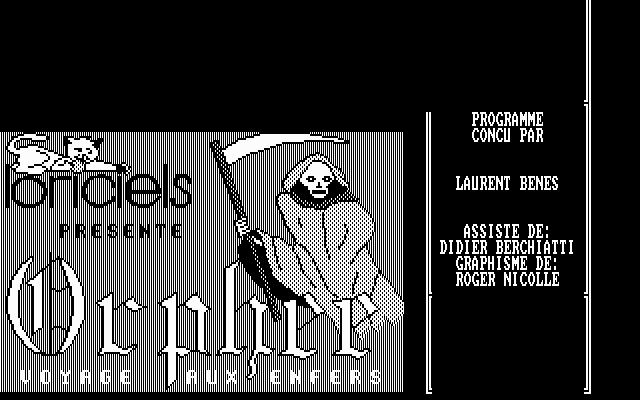 loriciels
PRESENTE
Orphee
VOYAGE AUX ENFERS
PROGRAMME
CONCU PAR
LAURENT BENES
ASSISTE DE:
DIDIER BERCHIATTI
GRAPHISME DE:
ROGER NICOLLE